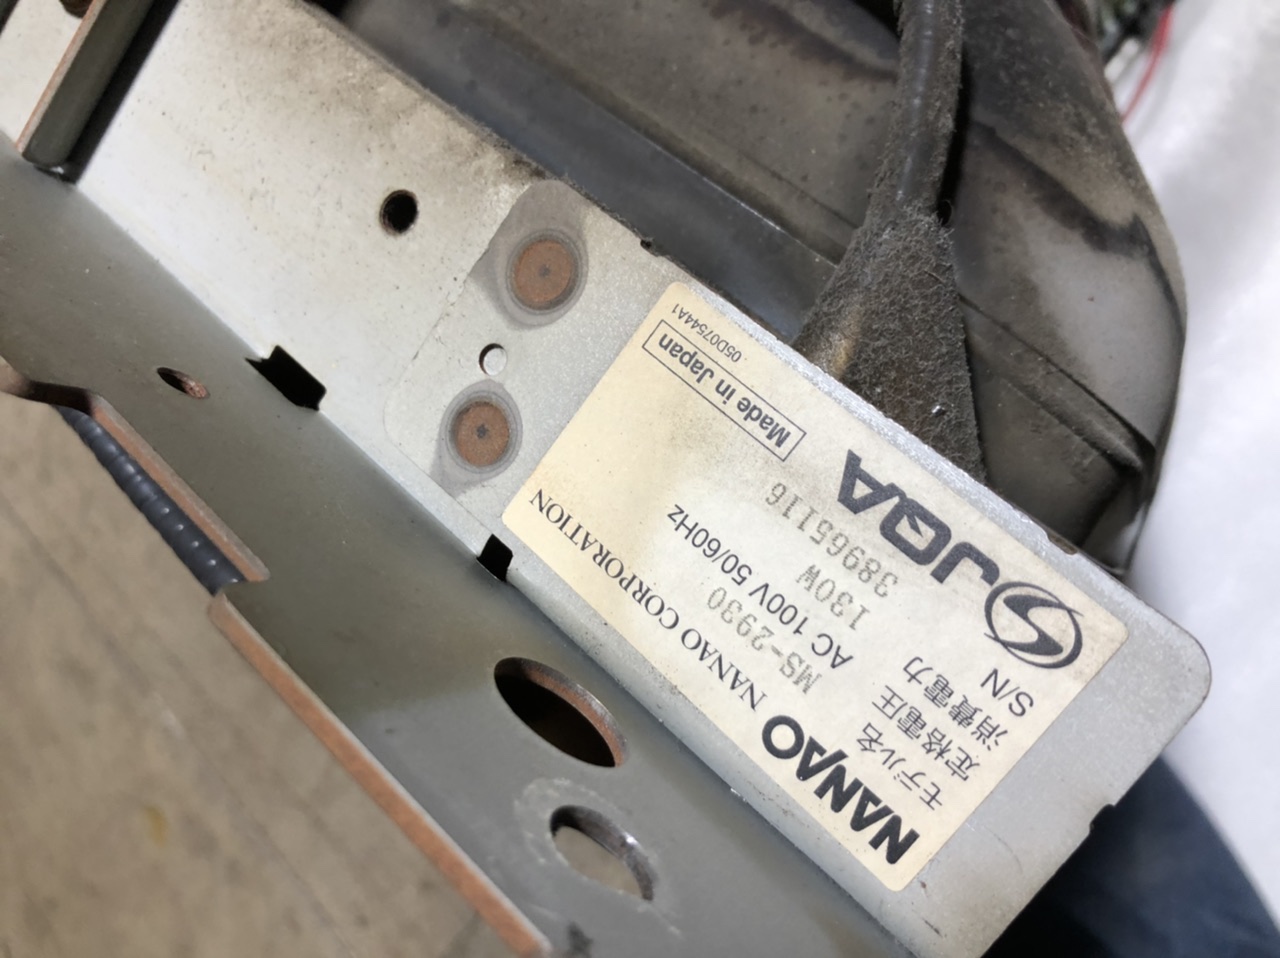 NANAO NANAO CORPORATION
モデル名 MS-2930
定格電圧 AC 100V 50/60Hz
消費電力 130W
S/N 38965116
JQA
Made in Japan
05D07544A1